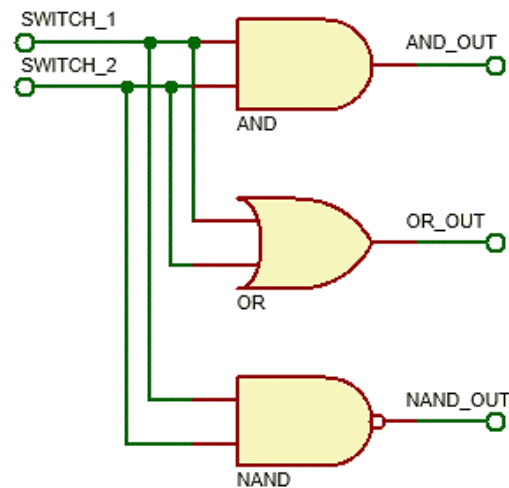 SWITCH_1
AND_OUT
SWITCH_2
AND
OR_OUT
OR
NAND_OUT
NAND